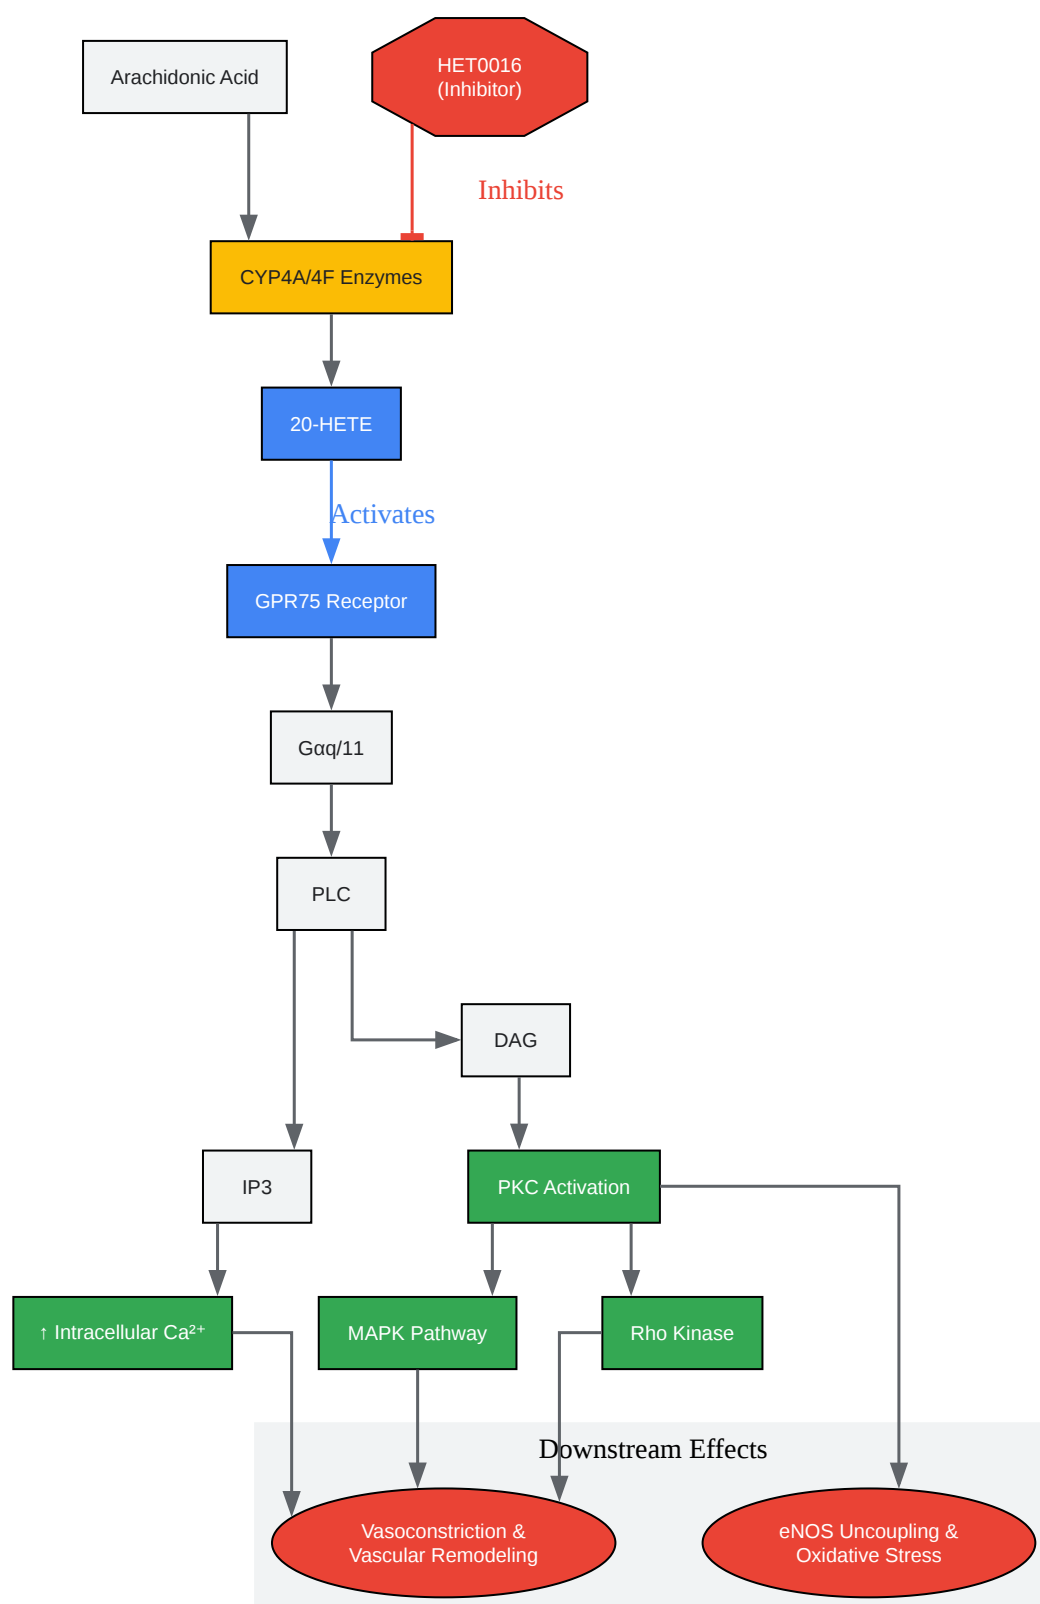 Arachidonic Acid
HET0016
(Inhibitor)
Inhibits
CYP4A/4F Enzymes
20-HETE
Activates
GPR75 Receptor
Gαq/11
PLC
DAG
IP3
PKC Activation
↑ Intracellular Ca²⁺
MAPK Pathway
Rho Kinase
Downstream Effects
Vasoconstriction &
Vascular Remodeling
eNOS Uncoupling &
Oxidative Stress